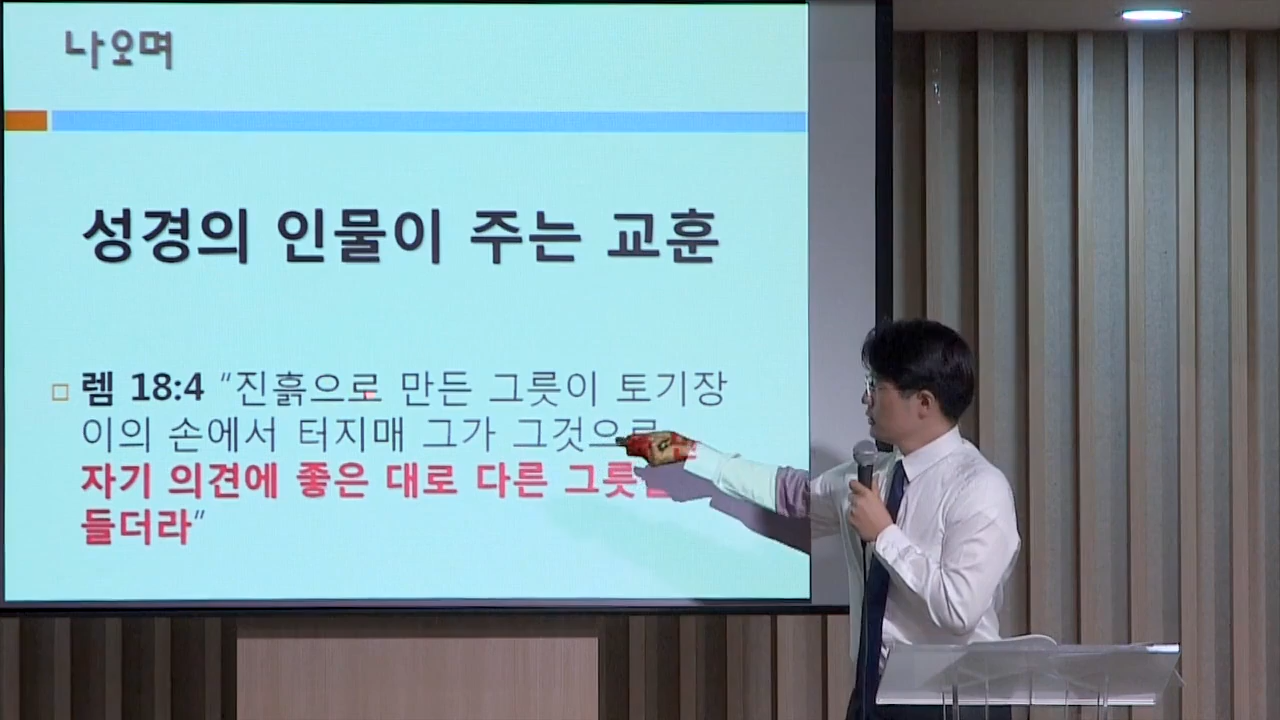 나오며
성경의 인물이 주는 교훈
렘 18:4 “진흙으로 만든 그릇이 토기장
이의 손에서 터지매 그가 그것으로
자기 의견에 좋은 대로 다른
들더라”